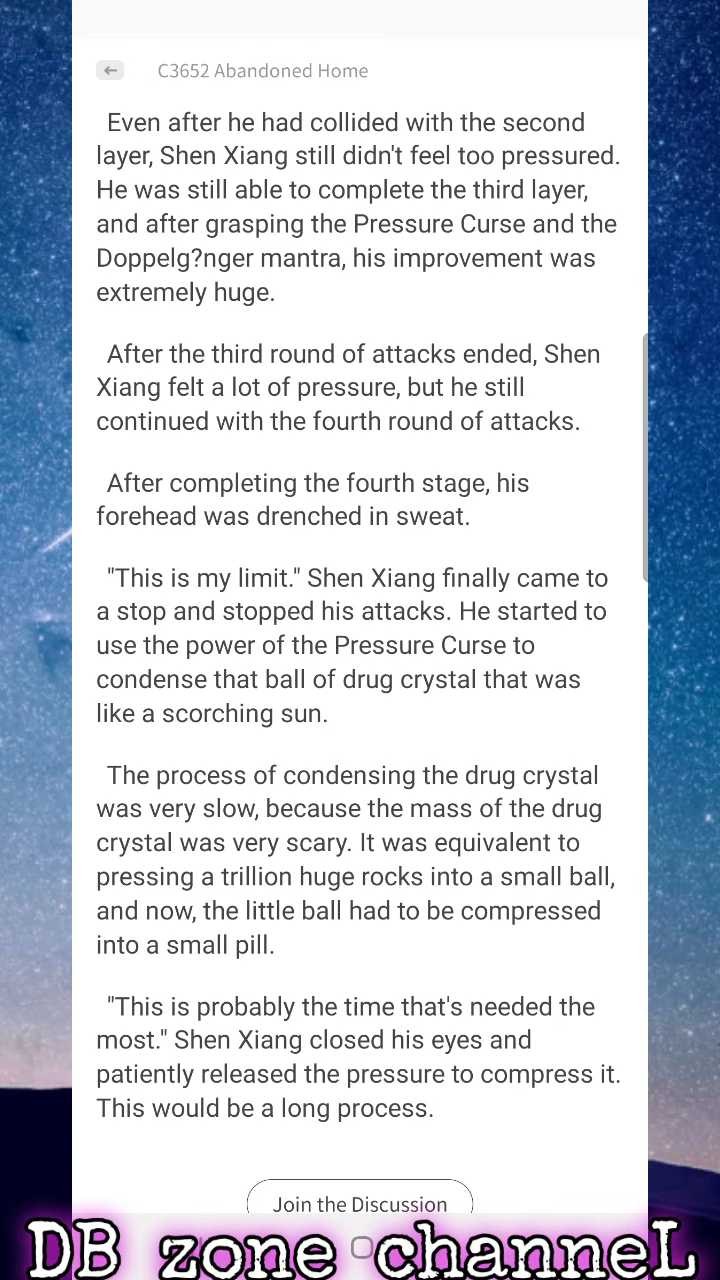 C3652 Abandoned Home
Even after he had collided with the second
layer, Shen Xiang still didn't feel too pressured.
He was still able to complete the third layer,
and after grasping the Pressure Curse and the
Doppelg?nger mantra, his improvement was
extremely huge.
After the third round of attacks ended, Shen
Xiang felt a lot of pressure, but he still
continued with the fourth round of attacks.
After completing the fourth stage, his
forehead was drenched in sweat.
"This is my limit." Shen Xiang finally came to
a stop and stopped his attacks. He started to
use the power of the Pressure Curse to
condense that ball of drug crystal that was
like a scorching sun.
The process of condensing the drug crystal
was very slow, because the mass of the drug
crystal was very scary. It was equivalent to
pressing a trillion huge rocks into a small ball,
and now, the little ball had to be compressed
into a small pill.
"This is probably the time that's needed the
most." Shen Xiang closed his eyes and
patiently released the pressure to compress it.
This would be a long process.
Join the Discussion
DB zone channeL